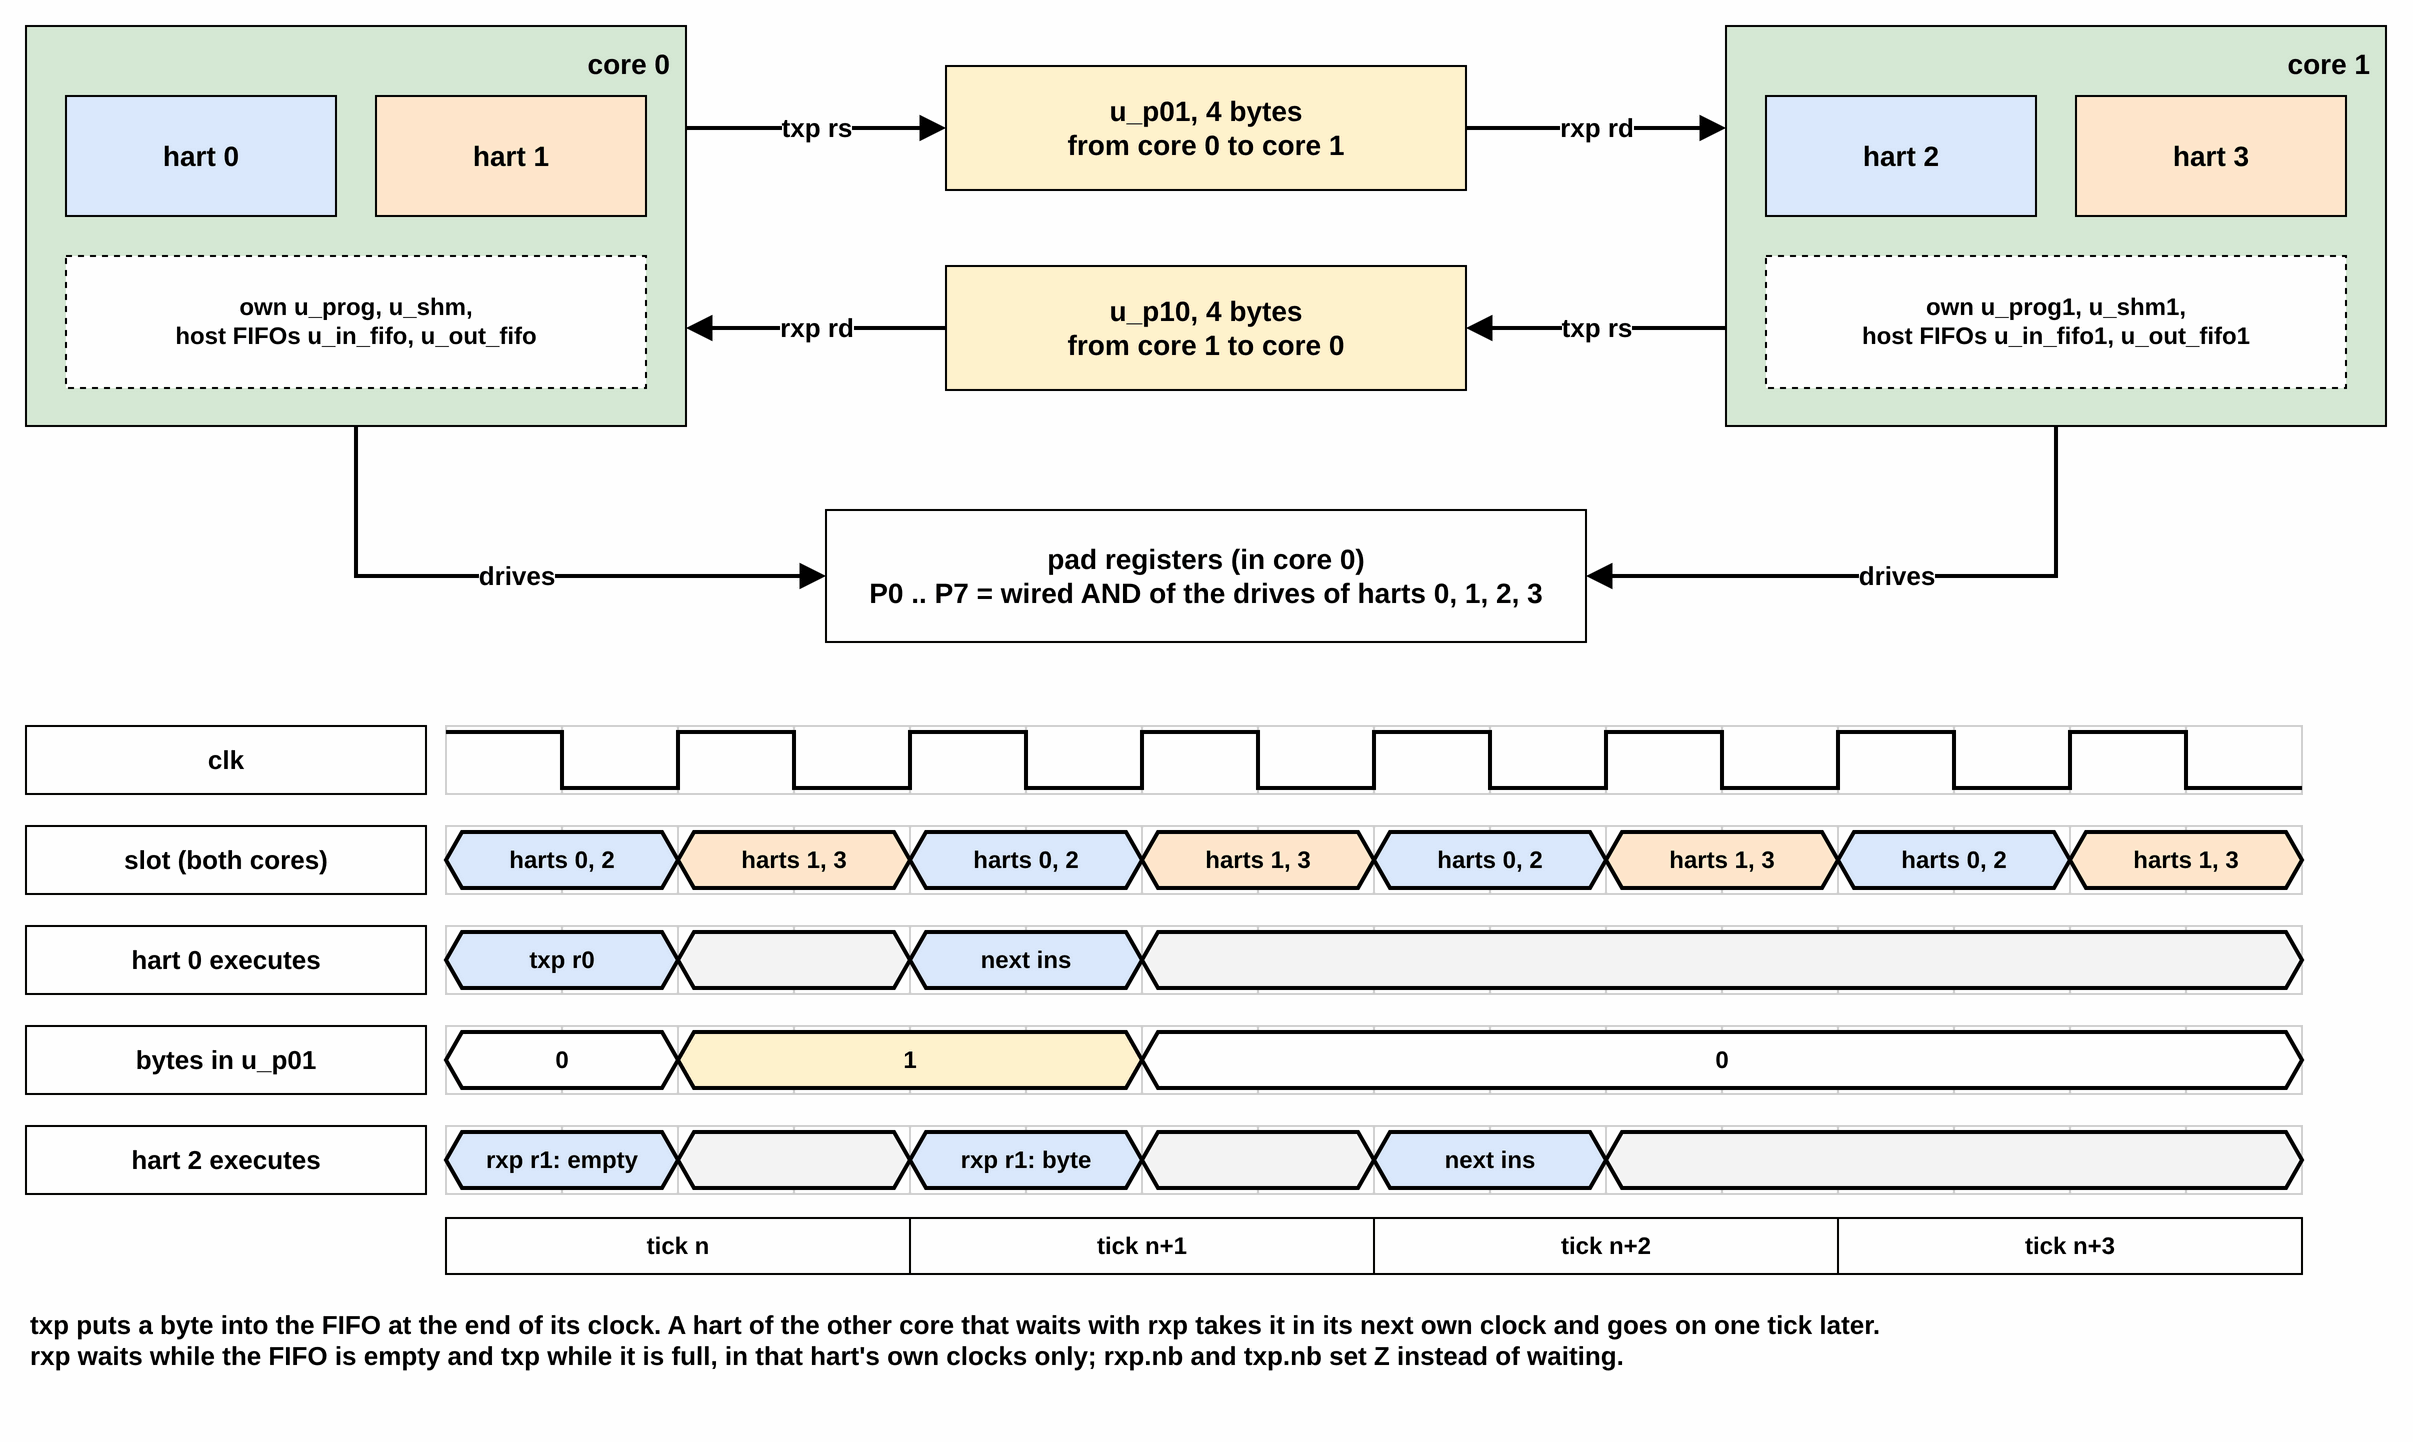 core 0
hart 0
hart 1
own u_prog, u_shm,
host FIFOs u_in_fifo, u_out_fifo
txp rs
u_p01, 4 bytes
from core 0 to core 1
rxp rd
rxp rd
u_p10, 4 bytes
from core 1 to core 0
txp rs
core 1
hart 2
hart 3
own u_prog1, u_shm1,
host FIFOs u_in_fifo1, u_out_fifo1
drives
pad registers (in core 0)
P0 .. P7 = wired AND of the drives of harts 0, 1, 2, 3
drives
clk
slot (both cores)
harts 0, 2
harts 1, 3
harts 0, 2
harts 1, 3
harts 0, 2
harts 1, 3
harts 0, 2
harts 1, 3
hart 0 executes
txp r0
next ins
bytes in u_p01
0
1
0
hart 2 executes
rxp r1: empty
rxp r1: byte
next ins
tick n
tick n+1
tick n+2
tick n+3
txp puts a byte into the FIFO at the end of its clock. A hart of the other core that waits with rxp takes it in its next own clock and goes on one tick later.
rxp waits while the FIFO is empty and txp while it is full, in that hart's own clocks only; rxp.nb and txp.nb set Z instead of waiting.